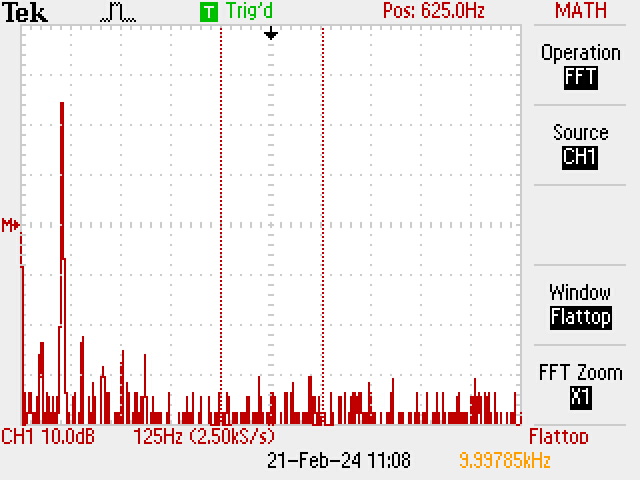 Tek T Trig'd Pos: 625.0Hz MATH
Operation
FFT
Source
CH1
M
Window
Flattop
FFT Zoom
X1
CH1 10.0dB 125Hz (2.50kS/s) Flattop
21-Feb-24 11:08 9.99785kHz